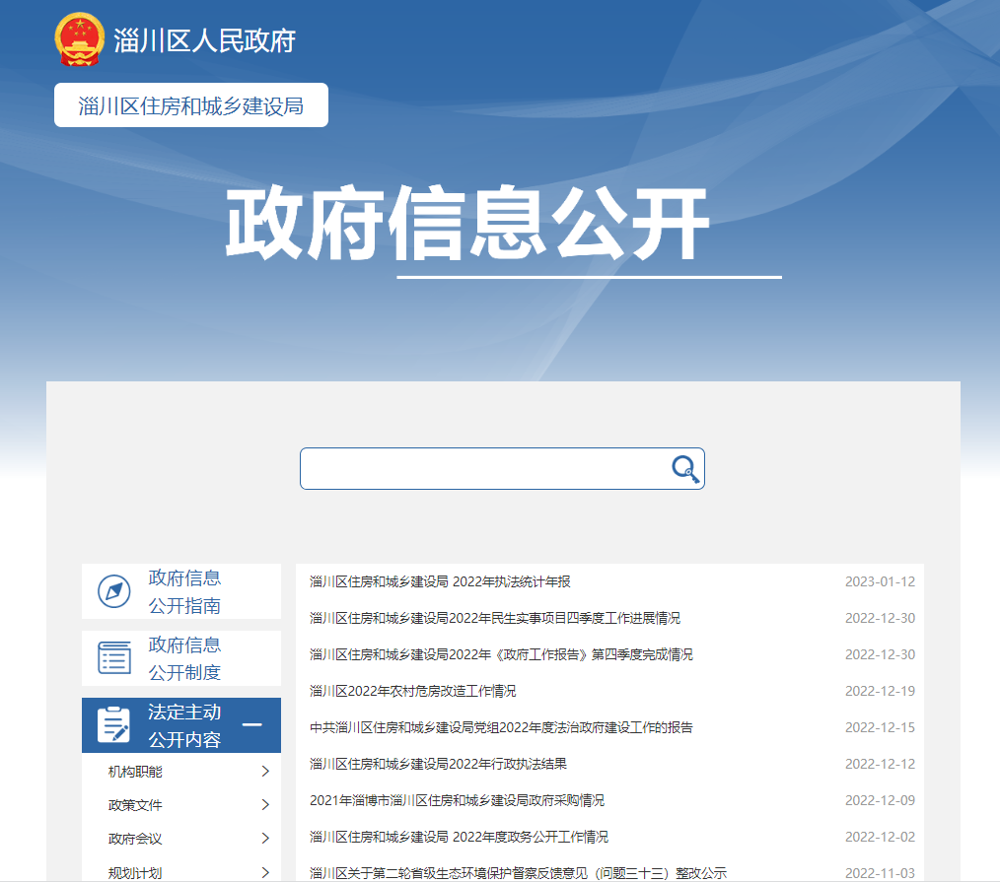 淄川区人民政府
淄川区住房和城乡建设局
政府信息公开
政府信息
公开指南
政府信息
公开制度
法定主动
公开内容
机构职能
政策文件
政府会议
规划计划
淄川区住房和城乡建设局 2022年执法统计年报 2023-01-12
淄川区住房和城乡建设局2022年民生实事项目四季度工作进展情况 2022-12-30
淄川区住房和城乡建设局2022年《政府工作报告》第四季度完成情况 2022-12-30
淄川区2022年农村危房改造工作情况 2022-12-19
中共淄川区住房和城乡建设局党组2022年度法治政府建设工作的报告 2022-12-15
淄川区住房和城乡建设局2022年行政执法结果 2022-12-12
2021年淄博市淄川区住房和城乡建设局政府采购情况 2022-12-09
淄川区住房和城乡建设局 2022年度政务公开工作情况 2022-12-02
淄川区关于第二轮省级生态环境保护督察反馈意见（问题三十三）整改公示 2022-11-03